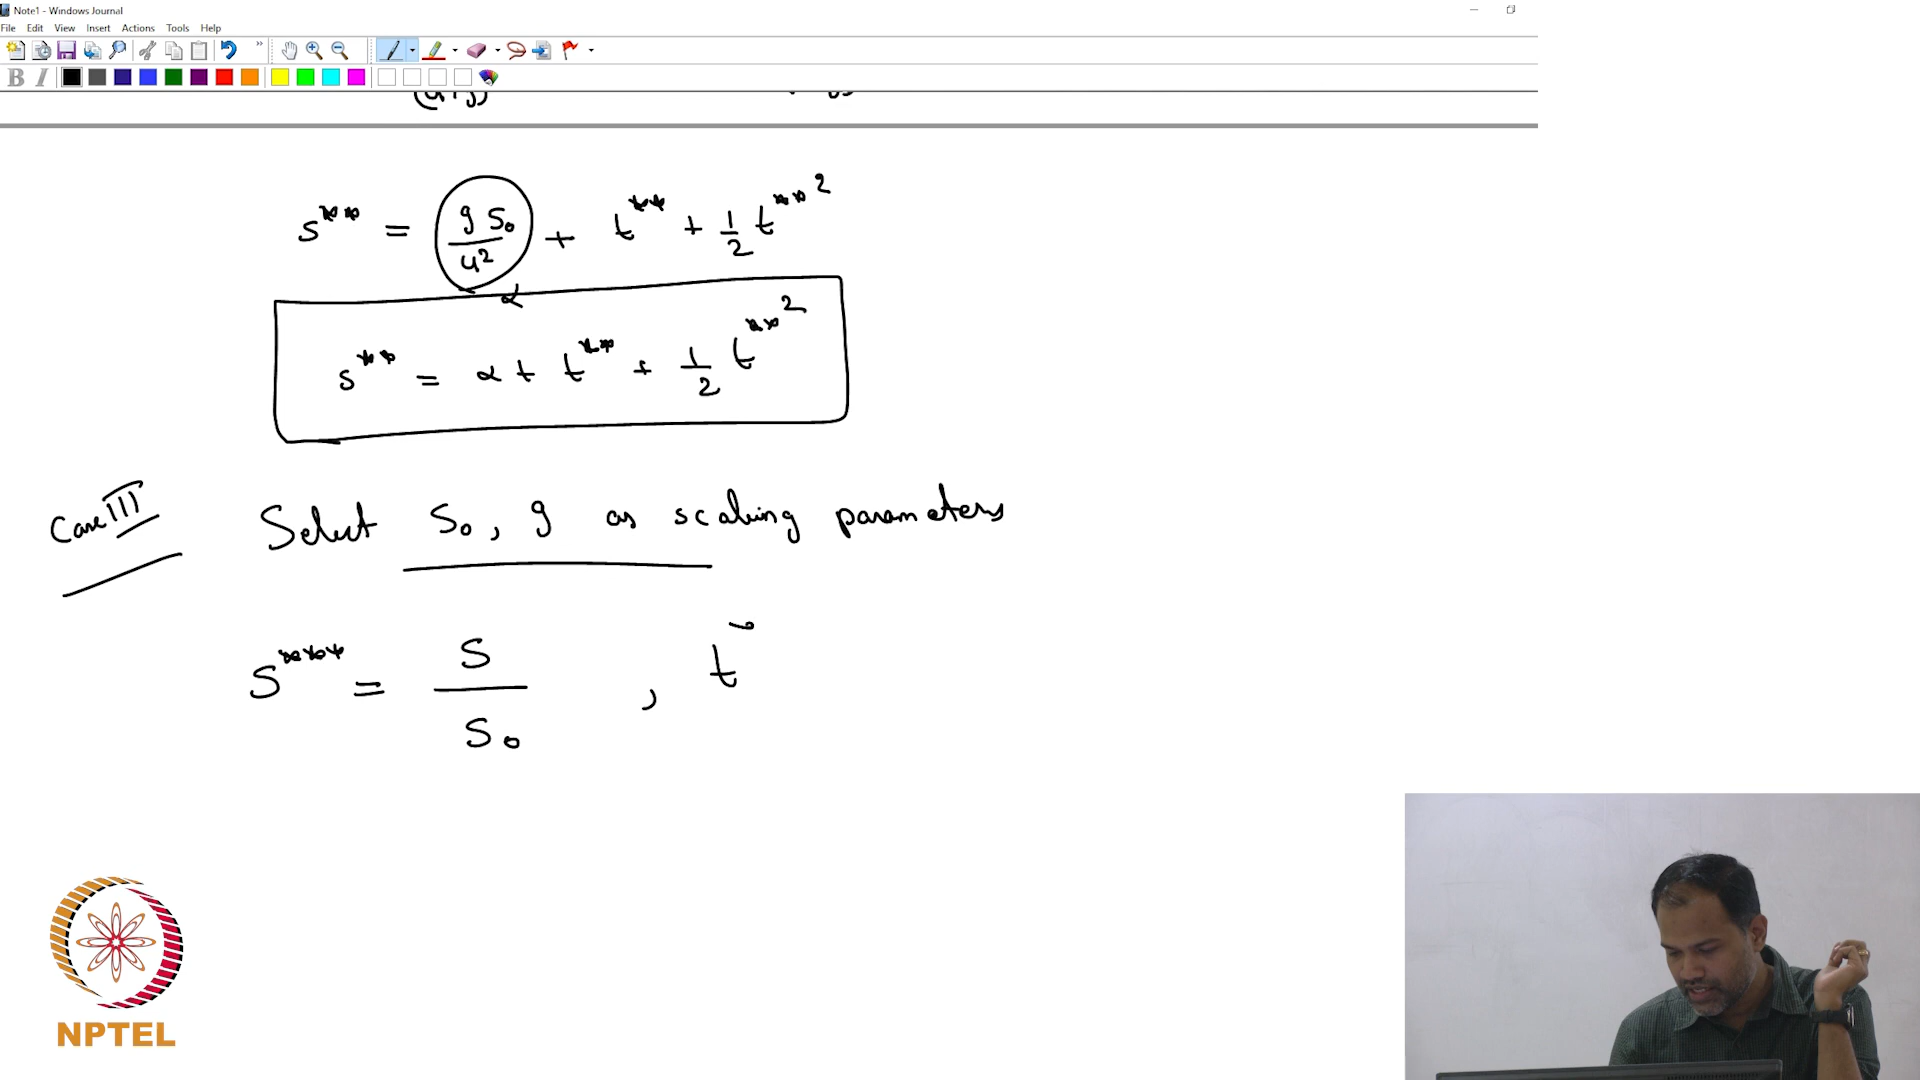 Note1 - Windows Journal
File Edit View Insert Actions Tools Help
B I
s** = g S₀ / u² + t** + 1/2 t**²
α
s** = α + t** + 1/2 t**²
Case III Select S₀, g as scaling parameters
S*** = S / S₀ , t
NPTEL